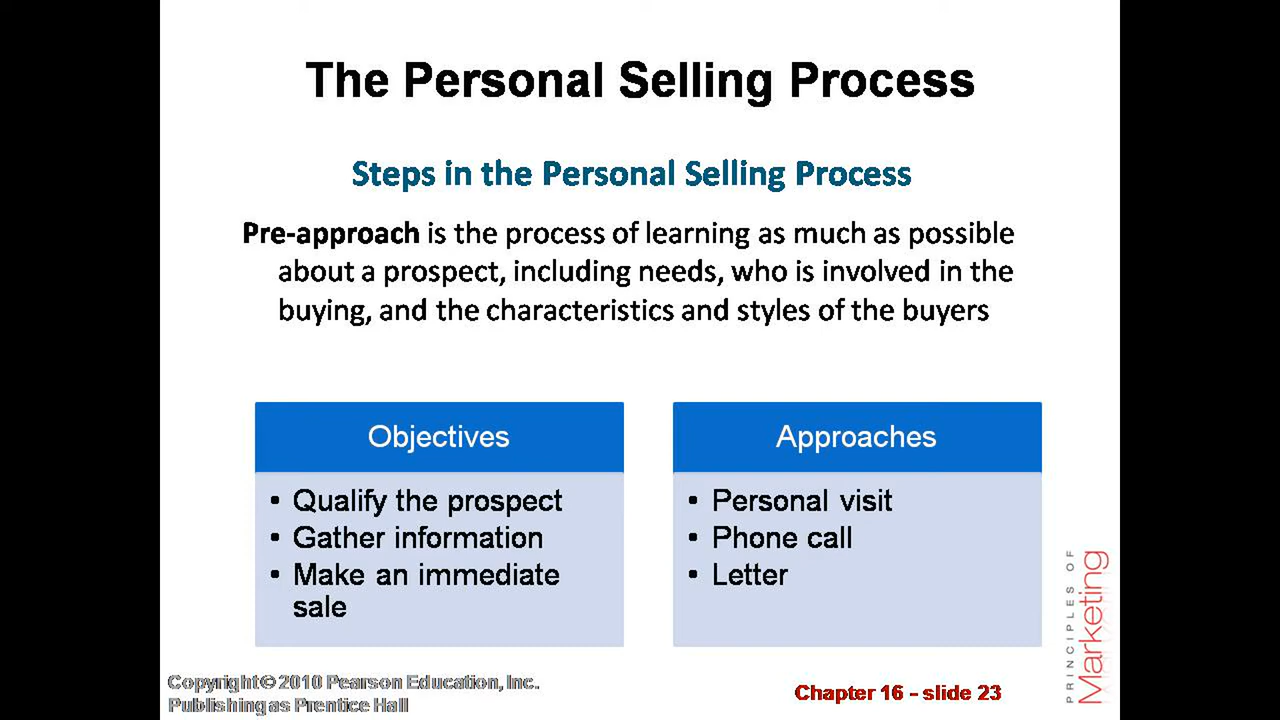 The Personal Selling Process
Steps in the Personal Selling Process
Pre-approach is the process of learning as much as possible
about a prospect, including needs, who is involved in the
buying, and the characteristics and styles of the buyers
Objectives
• Qualify the prospect
• Gather information
• Make an immediate
sale
Approaches
• Personal visit
• Phone call
• Letter
PRINCIPLES OF
Marketing
Copyright © 2010 Pearson Education, Inc.
Publishing as Prentice Hall
Chapter 16 - slide 23